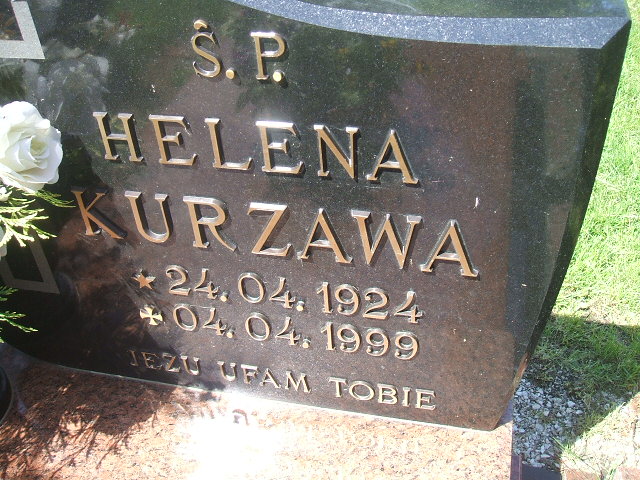 Ś. P.
HELENA
KURZAWA
24. 04. 1924
04. 04. 1999
JEZU UFAM TOBIE